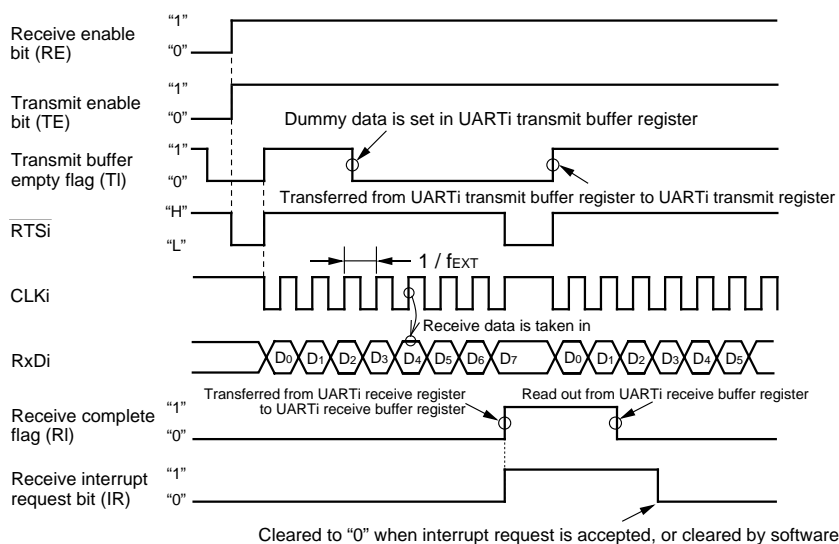 Receive enable
bit (RE)
“1”
“0”
Transmit enable
bit (TE)
“1”
“0”
Dummy data is set in UARTi transmit buffer register
Transmit buffer
empty flag (TI)
“1”
“0”
Transferred from UARTi transmit buffer register to UARTi transmit register
RTSi
“H”
“L”
1 / fEXT
CLKi
Receive data is taken in
RxDi
D0 D1 D2 D3 D4 D5 D6 D7 D0 D1 D2 D3 D4 D5
Transferred from UARTi receive register
to UARTi receive buffer register
Read out from UARTi receive buffer register
Receive complete
flag (RI)
“1”
“0”
Receive interrupt
request bit (IR)
“1”
“0”
Cleared to “0” when interrupt request is accepted, or cleared by software